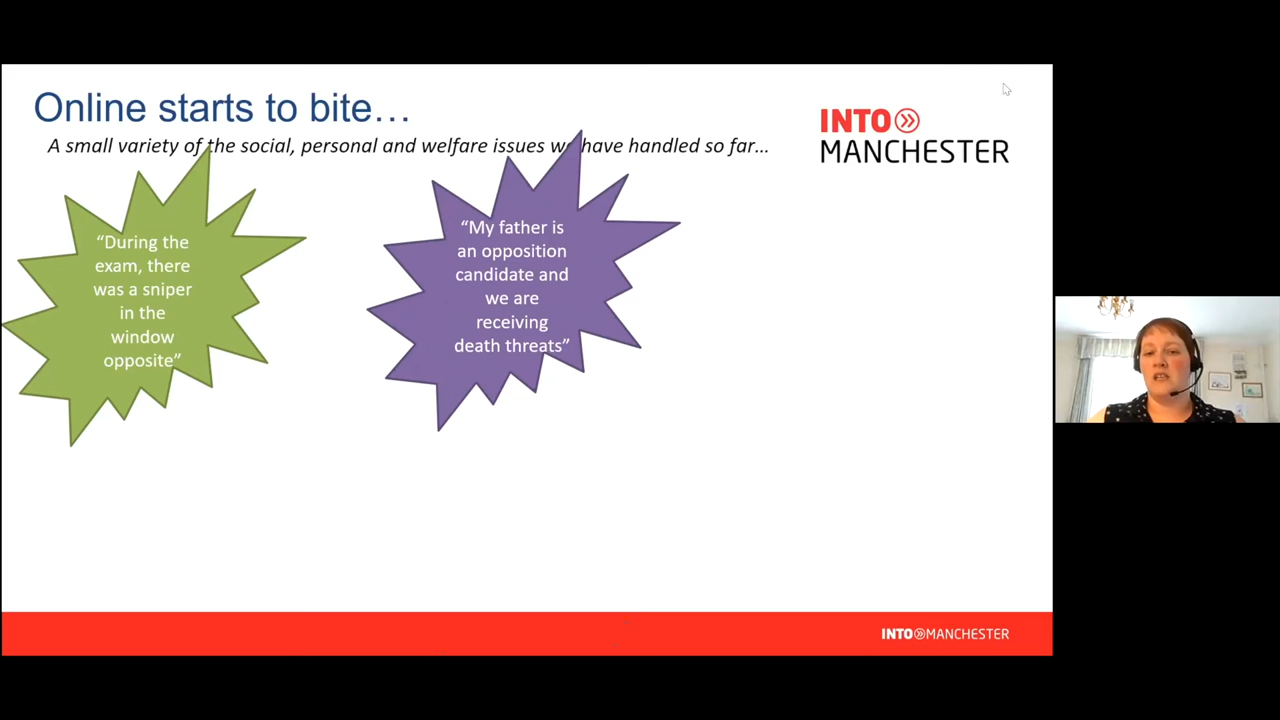 Online starts to bite…
A small variety of the social, personal and welfare issues we have handled so far…
INTO
MANCHESTER
“During the
exam, there
was a sniper
in the
window
opposite”
“My father is
an opposition
candidate and
we are
receiving
death threats”
INTO MANCHESTER